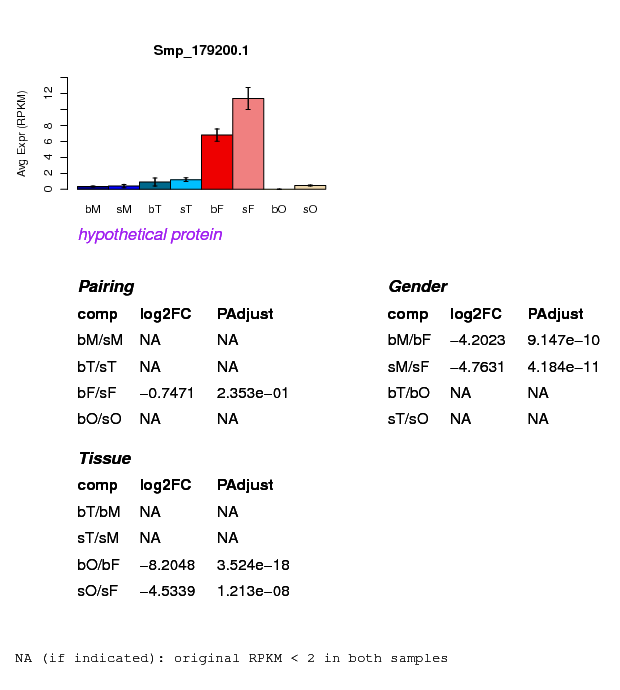 Smp_179200.1
Avg Expr (RPKM)
12
8
6
4
2
0
bM sM bT sT bF sF bO sO
hypothetical protein
Pairing
comp log2FC PAdjust
bM/sM NA NA
bT/sT NA NA
bF/sF −0.7471 2.353e−01
bO/sO NA NA
Gender
comp log2FC PAdjust
bM/bF −4.2023 9.147e−10
sM/sF −4.7631 4.184e−11
bT/bO NA NA
sT/sO NA NA
Tissue
comp log2FC PAdjust
bT/bM NA NA
sT/sM NA NA
bO/bF −8.2048 3.524e−18
sO/sF −4.5339 1.213e−08
NA (if indicated): original RPKM < 2 in both samples